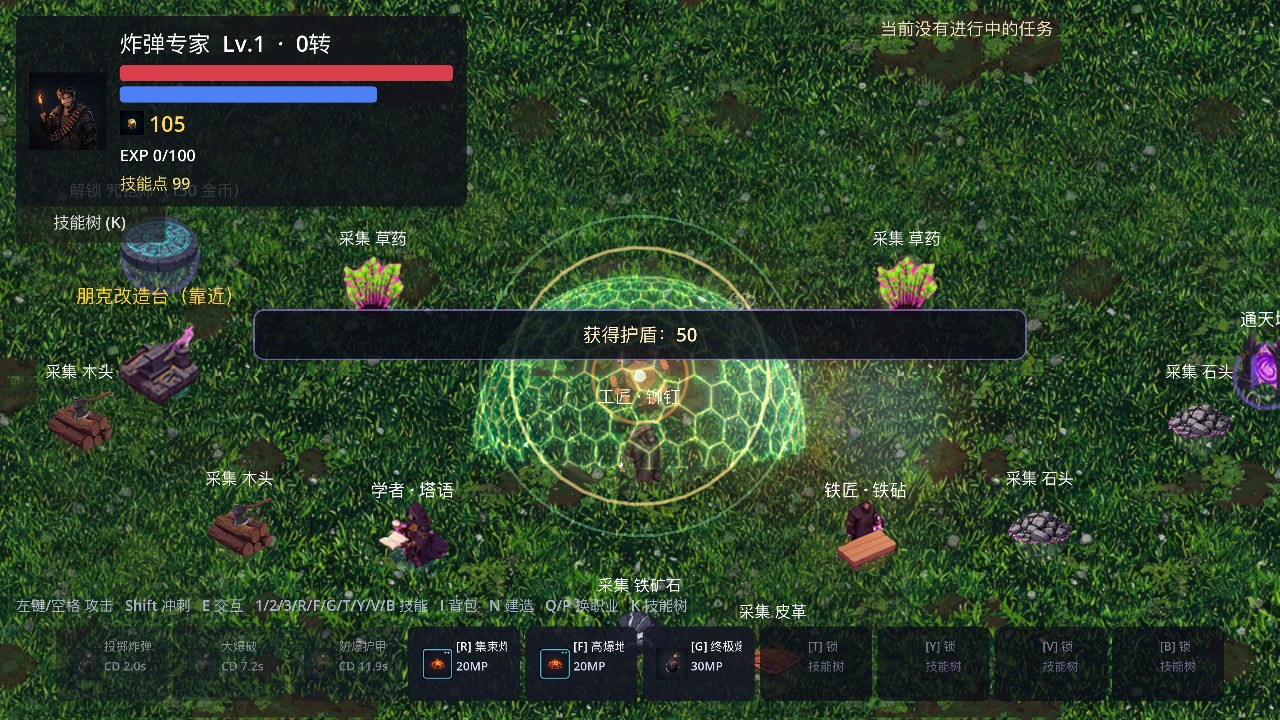 炸弹专家 Lv.1 · 0转
当前没有进行中的任务
105
EXP 0/100
技能点 99
解锁
金币）
技能树 (K)
采集 草药
采集 草药
朋克改造台（靠近）
通天
获得护盾：50
采集 木头
采集 石头
工匠 · 铆钉
采集 木头
学者 · 塔语
铁匠 · 铁砧
采集 石头
采集 铁矿石
左键/空格 攻击 Shift 冲刺 E 交互 1/2/3/R/F/G/T/Y/V/B 技能 I 背包 N 建造 Q/P 换职业 K 技能树
采集 皮革
投掷炸弹
CD 2.0s
大爆破
CD 7.2s
防爆护甲
CD 11.9s
[R] 集束
20MP
[F] 高爆
20MP
[G] 终极
30MP
[T] 锁
技能树
[Y] 锁
技能树
[V] 锁
技能树
[B] 锁
技能树